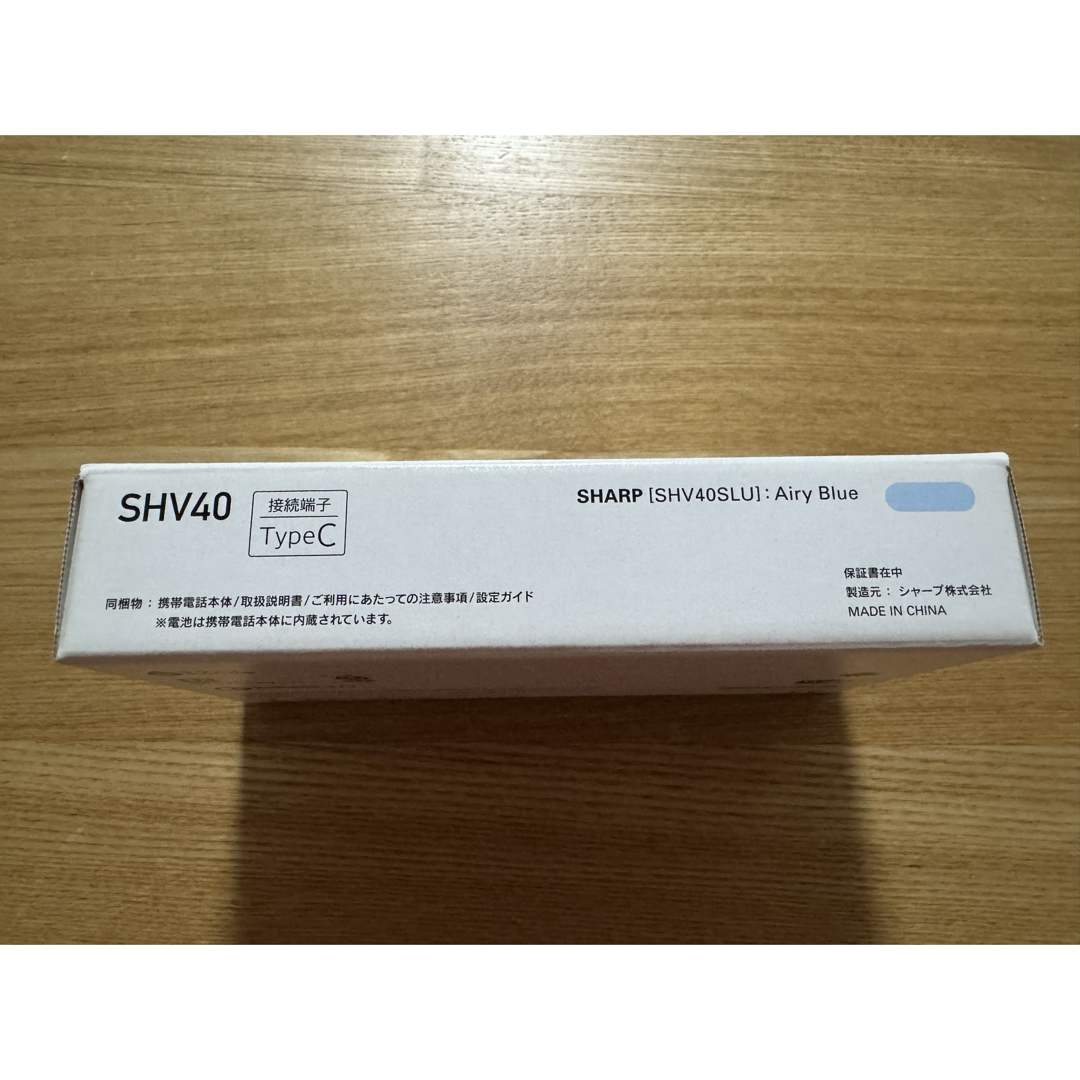 SHV40
接続端子
TypeC
SHARP [SHV40SLU] : Airy Blue
同梱物 : 携帯電話本体/取扱説明書/ご利用にあたっての注意事項/設定ガイド
※電池は携帯電話本体に内蔵されています。
保証書在中
製造元 : シャープ株式会社
MADE IN CHINA